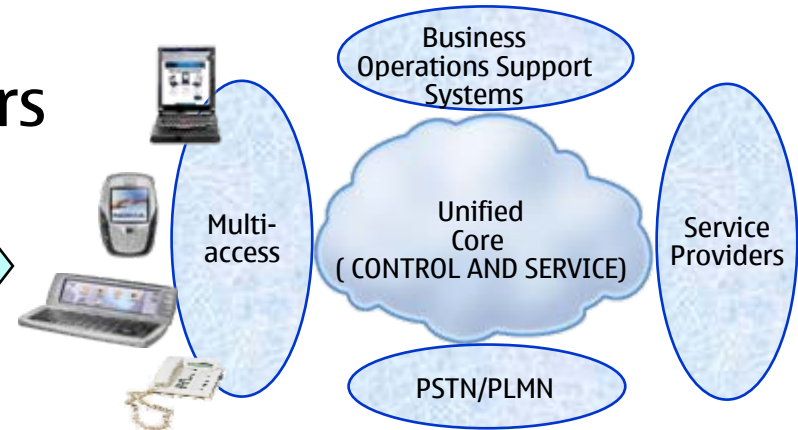 rs
Business
Operations Support
Systems
Multi-
access
Unified
Core
( CONTROL AND SERVICE)
Service
Providers
PSTN/PLMN